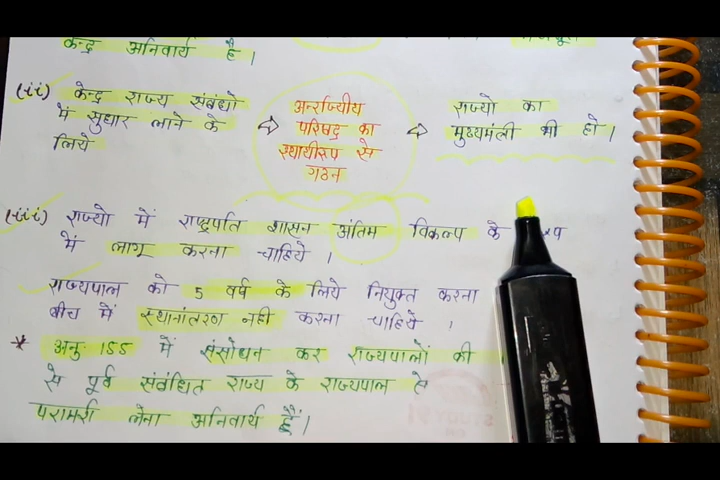 केन्द्र अनिवार्य है।
(ii) केन्द्र राज्य संबंधो
में सुधार लाने के
लिये
अर्न्तराज्यीय
परिषद का
स्थायीरूप से
गठन
राज्यो का
मुख्यमंत्री भी हो।
(iii) राज्यो में राष्ट्रपति शासन अंतिम विकल्प के
में लागू करना चाहिये ।
राज्यपाल को 5 वर्ष के लिये नियुक्त करना
बीच में स्थानांतरण नही करना चाहिये ।
* अनु॰ 155 में संसोधन कर राज्यपालों की
से पूर्व संबंधित राज्य के राज्यपाल से
परामर्श लेना अनिवार्य हैं।